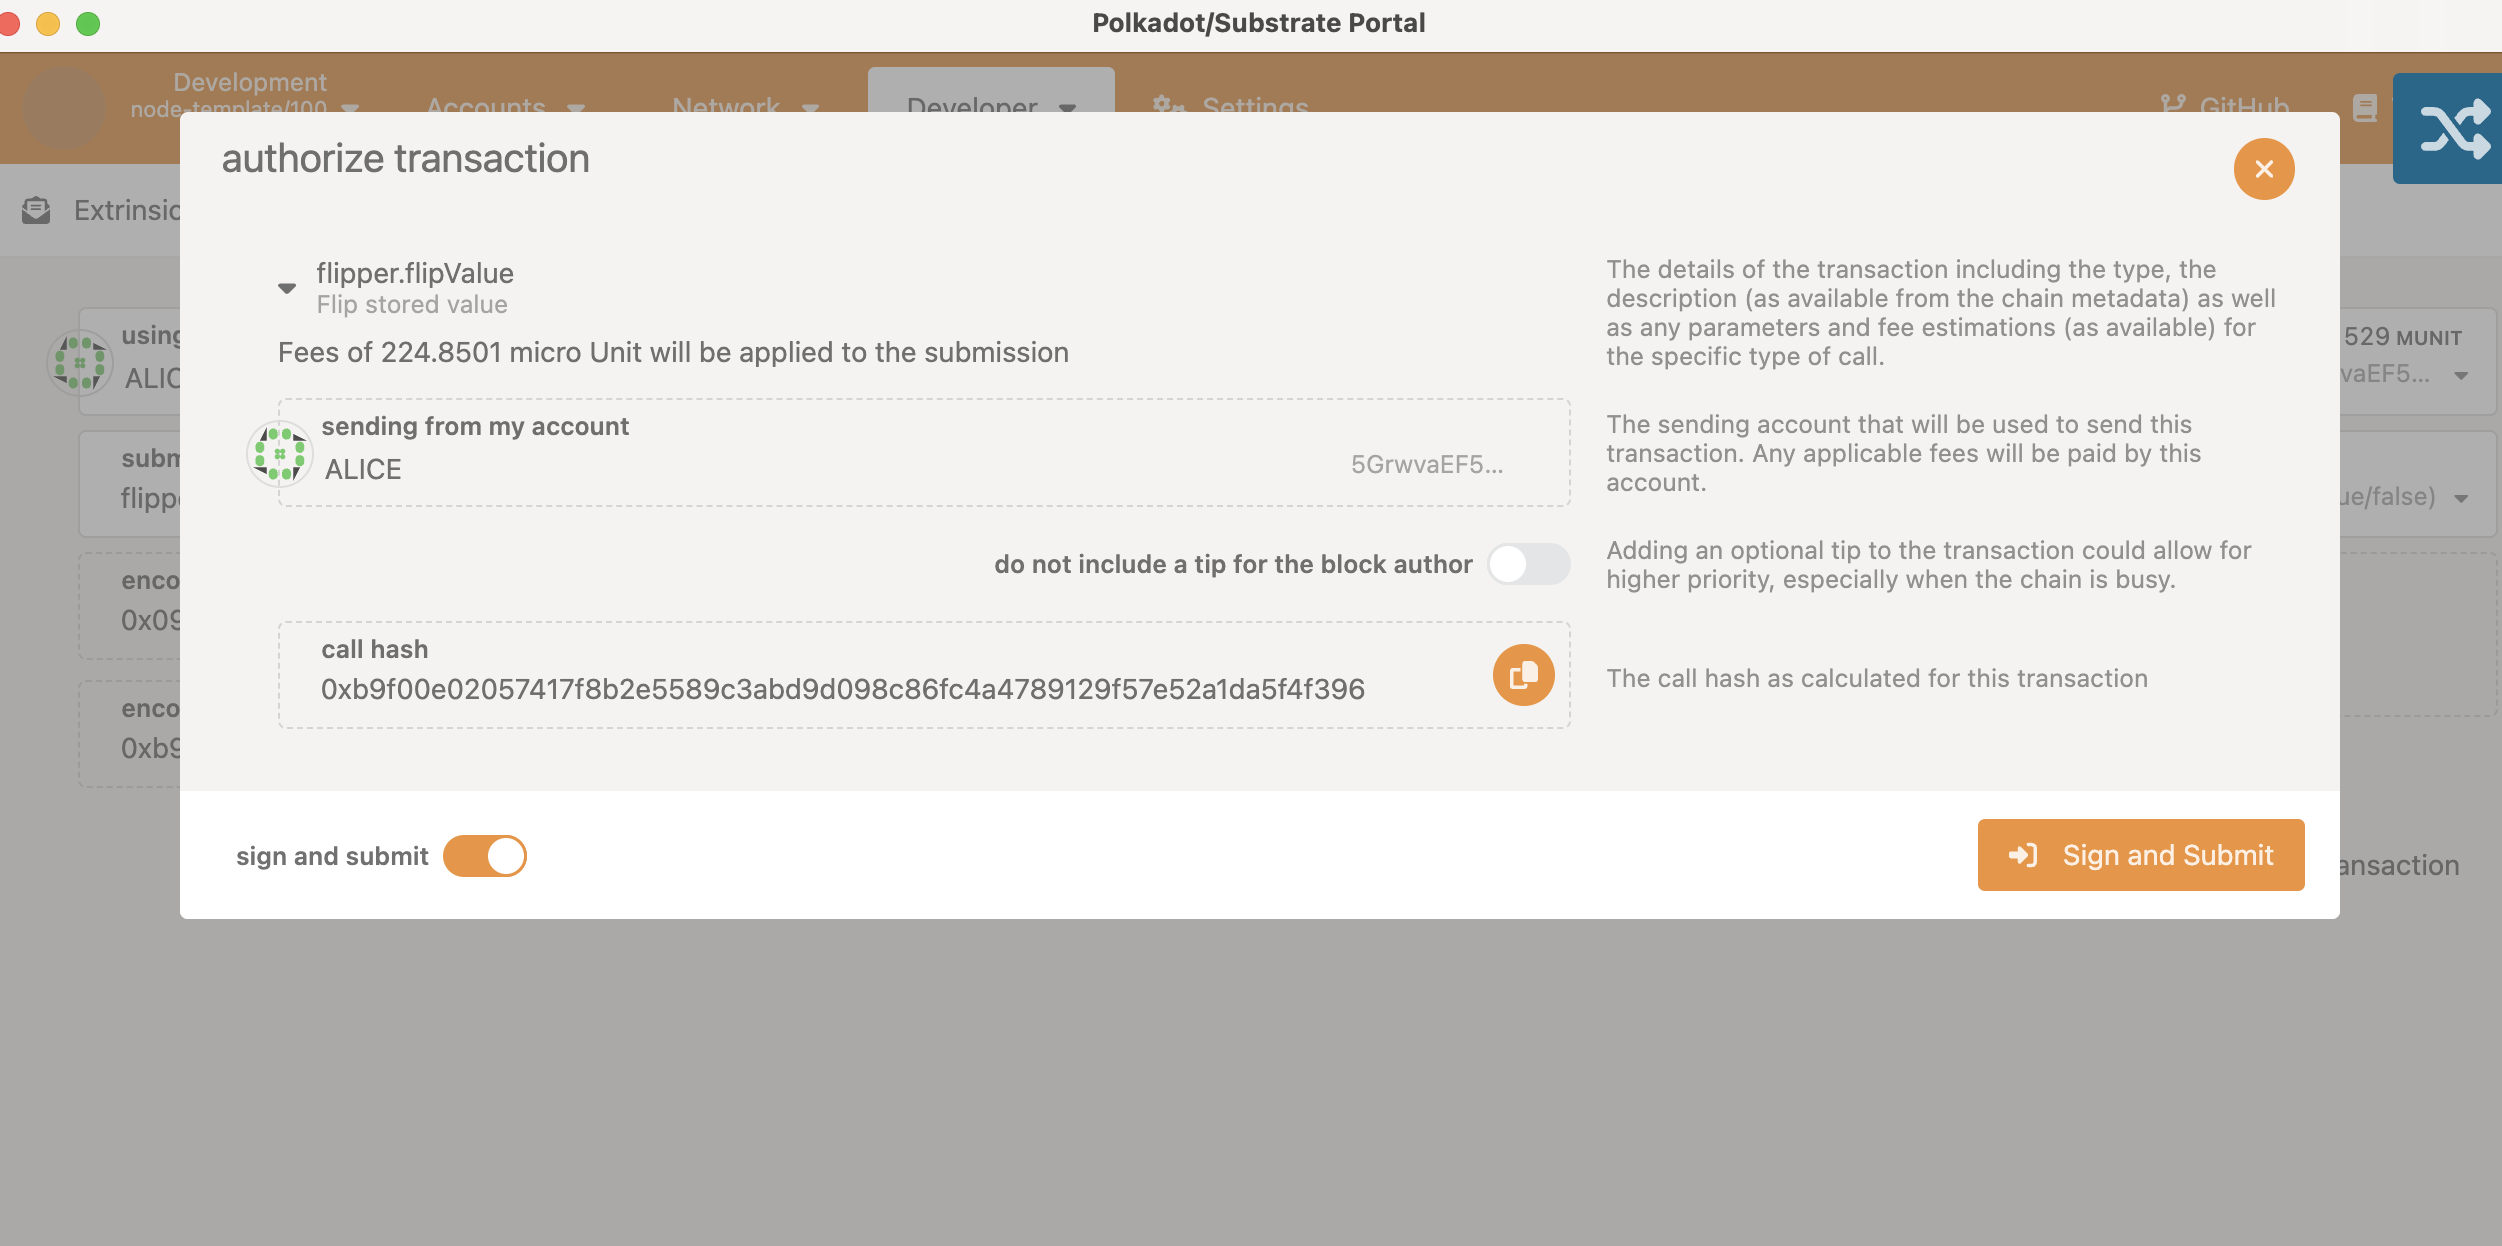 Polkadot/Substrate Portal
Development
node-template/100
Accounts
Network
Developer
Settings
GitHub
authorize transaction
Extrinsic
flipper.flipValue
Flip stored value
Fees of 224.8501 micro Unit will be applied to the submission
The details of the transaction including the type, the
description (as available from the chain metadata) as well
as any parameters and fee estimations (as available) for
the specific type of call.
using
ALIC
529 MUNIT
vaEF5...
sending from my account
ALICE
5GrwvaEF5...
The sending account that will be used to send this
transaction. Any applicable fees will be paid by this
account.
subm
flippe
ue/false)
do not include a tip for the block author
Adding an optional tip to the transaction could allow for
higher priority, especially when the chain is busy.
enco
0x09
call hash
0xb9f00e02057417f8b2e5589c3abd9d098c86fc4a4789129f57e52a1da5f4f396
The call hash as calculated for this transaction
enco
0xb9
sign and submit
Sign and Submit
ansaction